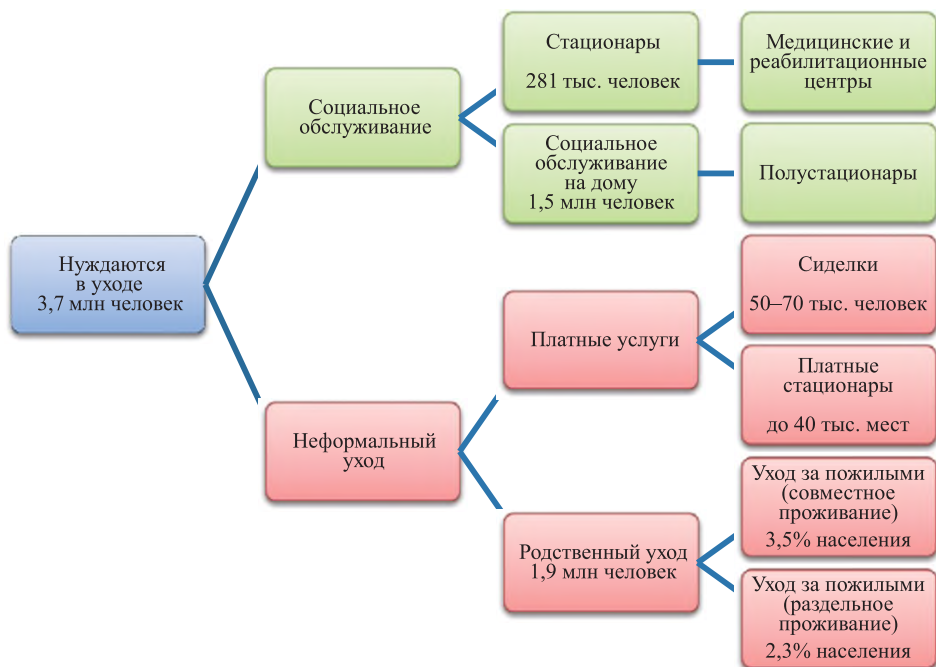 Нуждаются
в уходе
3,7 млн человек
Социальное
обслуживание
Стационары
281 тыс. человек
Медицинские и
реабилитационные
центры
Социальное
обслуживание
на дому
1,5 млн человек
Полустационары
Неформальный
уход
Платные услуги
Сиделки
50–70 тыс. человек
Платные
стационары
до 40 тыс. мест
Родственный уход
1,9 млн человек
Уход за пожилыми
(совместное
проживание)
3,5% населения
Уход за пожилыми
(раздельное
проживание)
2,3% населения